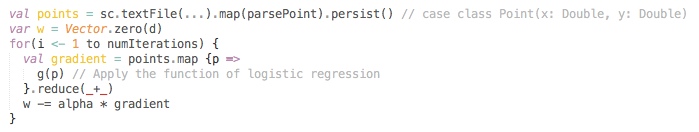 val points = sc.textFile(...).map(parsePoint).persist() // case class Point(x: Double, y: Double)
var w = Vector.zero(d)
for(i <- 1 to numIterations) {
  val gradient = points.map {p =>
    g(p) // Apply the function of logistic regression
  }.reduce(_+_)
  w -= alpha * gradient
}